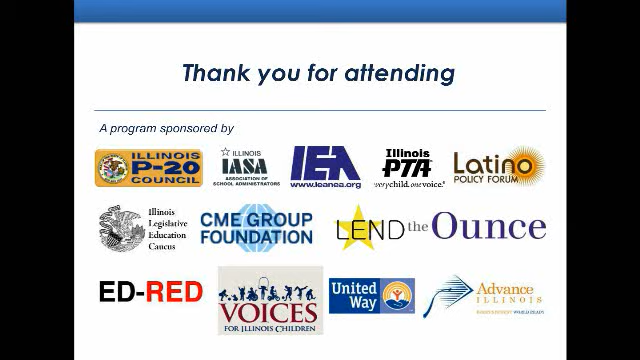 Thank you for attending
A program sponsored by
ILLINOIS
P-20
COUNCIL
ILLINOIS
IASA
ASSOCIATION OF
SCHOOL ADMINISTRATORS
IEA
www.ieanea.org
Illinois
PTA
everychild. one voice.®
Latino
POLICY FORUM
Illinois
Legislative
Education
Caucus
CME GROUP
FOUNDATION
LEND
the Ounce
ED-RED
VOICES
FOR ILLINOIS CHILDREN
United
Way
Advance
ILLINOIS